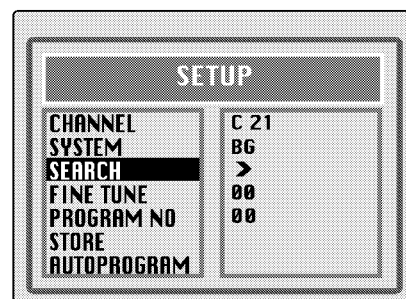 SETUP
CHANNEL C 21
SYSTEM BG
SEARCH >
FINE TUNE 00
PROGRAM NO 00
STORE
AUTOPROGRAM